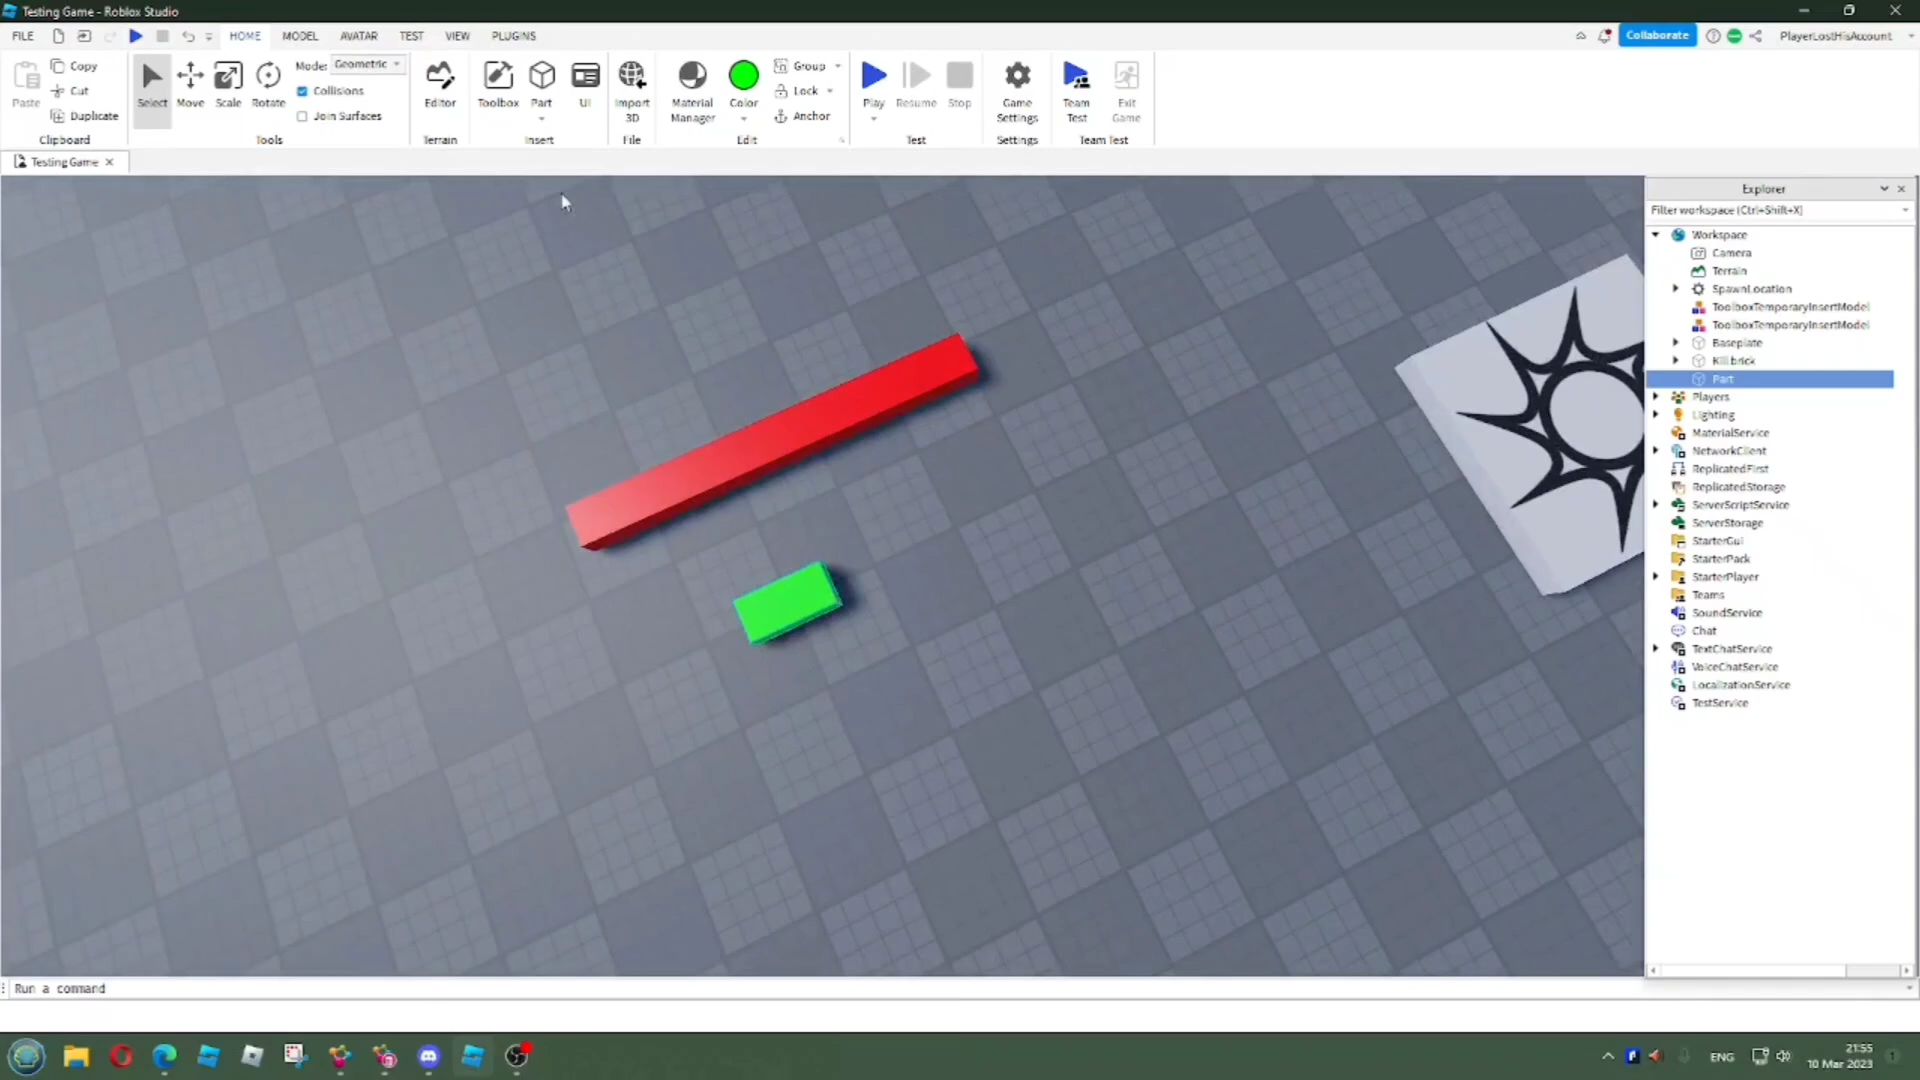 Testing Game - Roblox Studio
FILE HOME MODEL AVATAR TEST VIEW PLUGINS Collaborate PlayerLostHisAccount
Paste Copy Cut Duplicate Clipboard
Select Move Scale Rotate Mode: Geometric Collisions Join Surfaces Tools
Editor Terrain
Toolbox Part UI Insert
Import 3D File
Material Manager Color Group Lock Anchor Edit
Play Resume Stop Test
Game Settings Settings
Team Test Exit Game Team Test
Testing Game
Explorer
Filter workspace (Ctrl+Shift+X)
Workspace
Camera
Terrain
SpawnLocation
ToolboxTemporaryInsertModel
ToolboxTemporaryInsertModel
Baseplate
Kill brick
Part
Players
Lighting
MaterialService
NetworkClient
ReplicatedFirst
ReplicatedStorage
ServerScriptService
ServerStorage
StarterGui
StarterPack
StarterPlayer
Teams
SoundService
Chat
TextChatService
VoiceChatService
LocalizationService
TestService
Run a command
ENG
21:55
10 Mar 2023